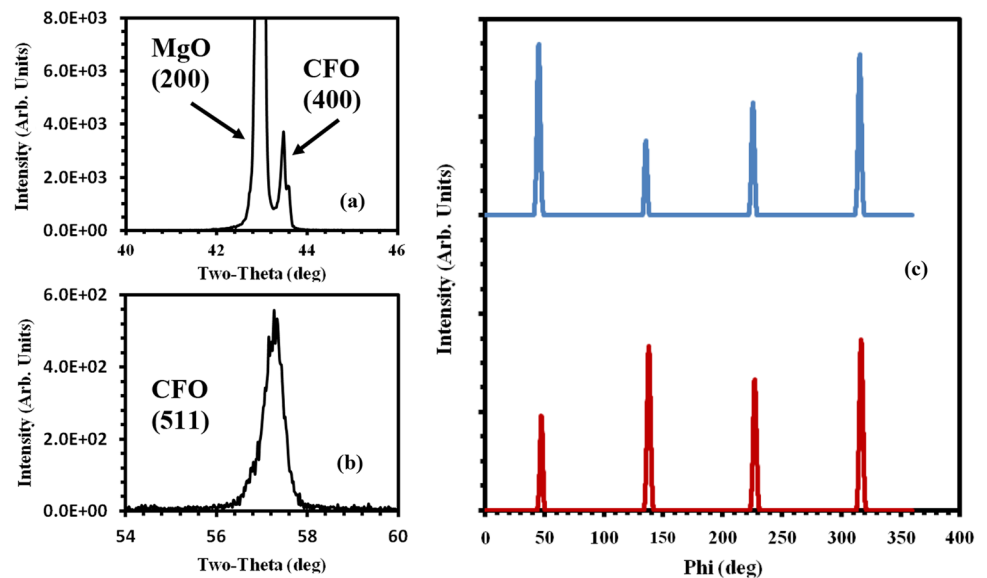 8.0E+03
6.0E+03
4.0E+03
2.0E+03
0.0E+00
Intensity (Arb. Units)
MgO
(200)
CFO
(400)
(a)
40 42 44 46
Two-Theta (deg)
6.0E+02
4.0E+02
2.0E+02
0.0E+00
Intensity (Arb. Units)
CFO
(511)
(b)
54 56 58 60
Two-Theta (deg)
Intensity (Arb. Units)
(c)
0 50 100 150 200 250 300 350 400
Phi (deg)